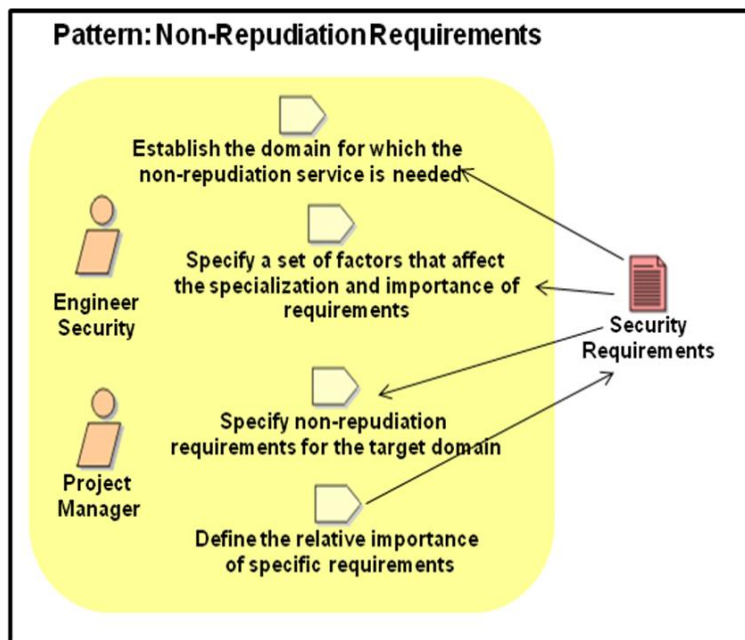 Pattern: Non-Repudiation Requirements
Establish the domain for which the
non-repudiation service is needed
Specify a set of factors that affect
the specialization and importance of
requirements
Engineer
Security
Security
Requirements
Specify non-repudiation
requirements for the target domain
Project
Manager
Define the relative importance
of specific requirements